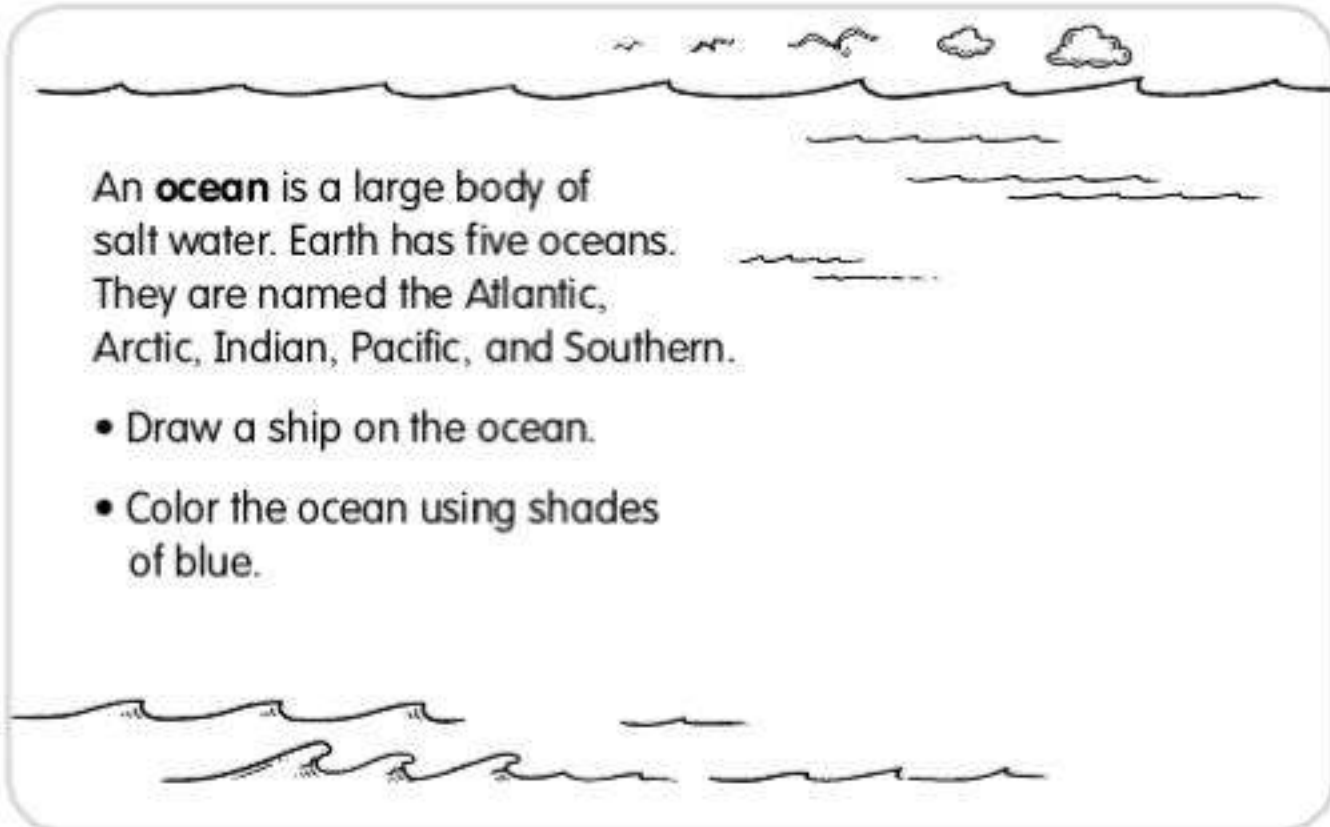 An ocean is a large body of
salt water. Earth has five oceans.
They are named the Atlantic,
Arctic, Indian, Pacific, and Southern.
• Draw a ship on the ocean.
• Color the ocean using shades
of blue.